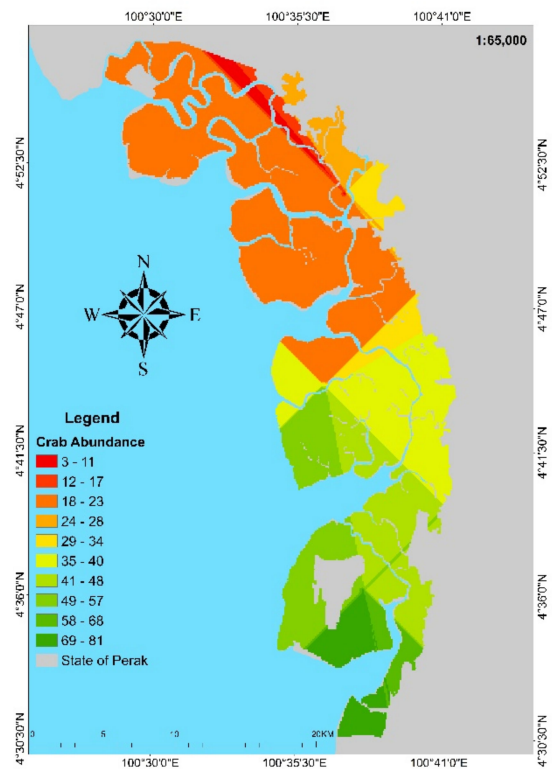 100°30'0"E 100°35'30"E 100°41'0"E
1:65,000
4°52'30"N 4°52'30"N
N
W E
S
4°47'0"N 4°47'0"N
Legend
Crab Abundance
3 - 11
12 - 17
18 - 23
24 - 28
29 - 34
35 - 40
41 - 48
49 - 57
58 - 68
69 - 81
State of Perak
4°41'30"N 4°41'30"N
4°36'0"N 4°36'0"N
0 5 10 20KM
4°30'30"N 4°30'30"N
100°30'0"E 100°35'30"E 100°41'0"E